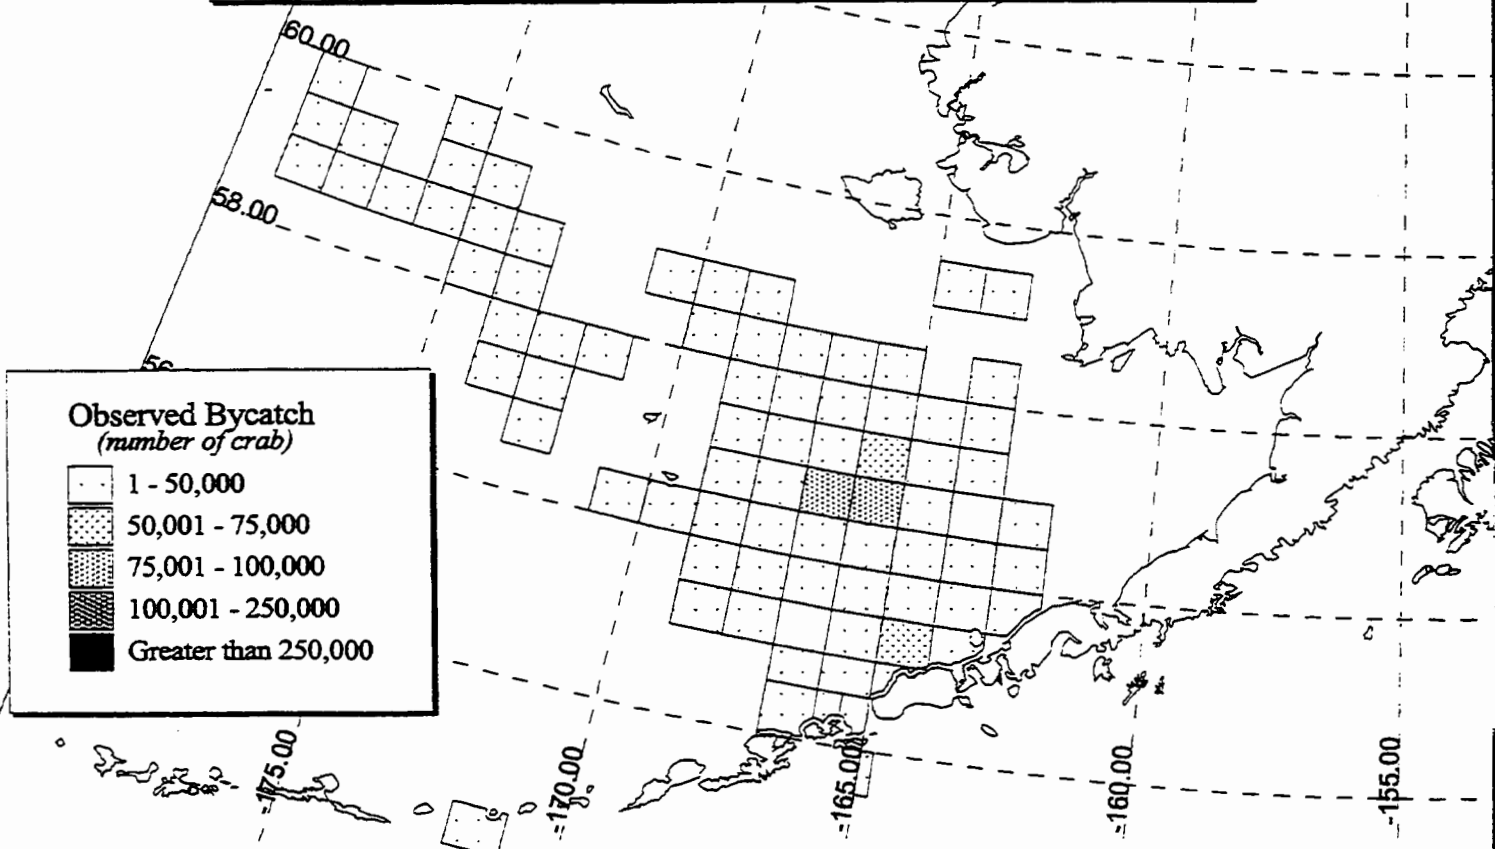 60.00
58.00
56
Observed Bycatch
(number of crab)
1 - 50,000
50,001 - 75,000
75,001 - 100,000
100,001 - 250,000
Greater than 250,000
-175.00
-170.00
-165.00
-160.00
-155.00